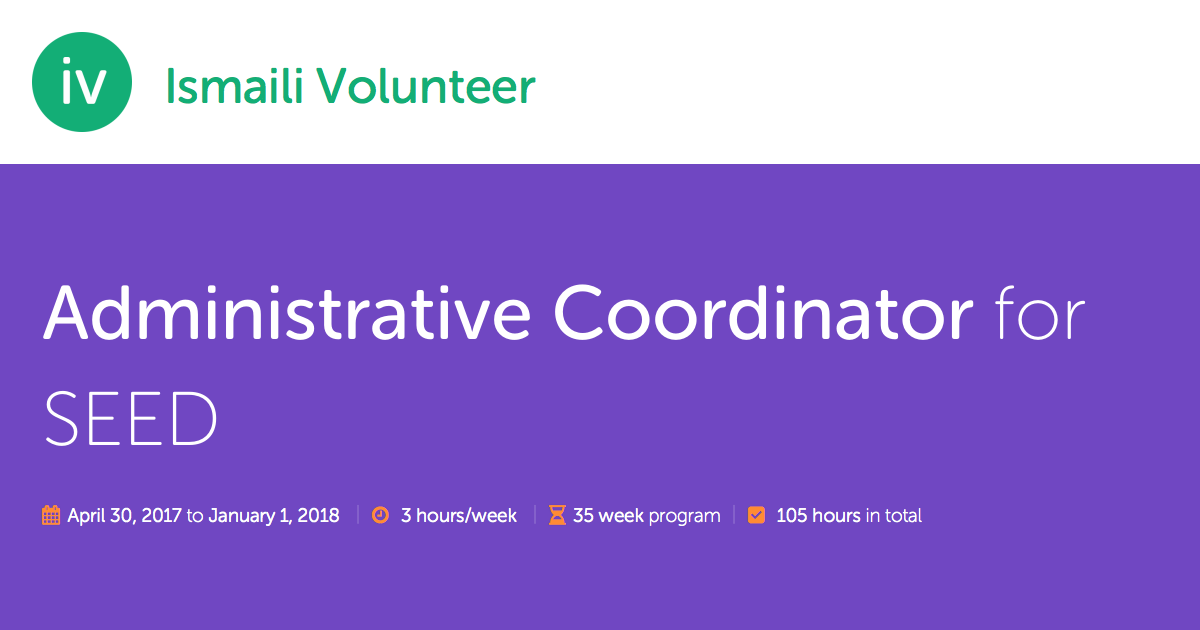 iv Ismaili Volunteer
Administrative Coordinator for
SEED
April 30, 2017 to January 1, 2018 3 hours/week 35 week program 105 hours in total